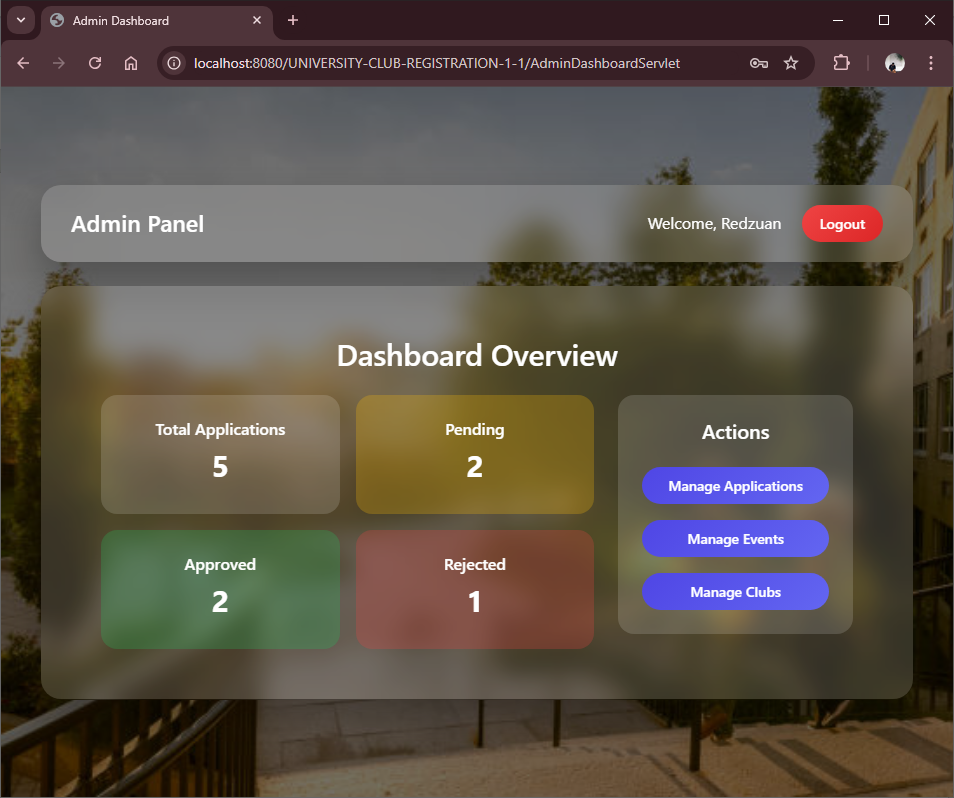 Admin Dashboard
localhost:8080/UNIVERSITY-CLUB-REGISTRATION-1-1/AdminDashboardServlet
Admin Panel
Welcome, Redzuan
Logout
Dashboard Overview
Total Applications
5
Pending
2
Approved
2
Rejected
1
Actions
Manage Applications
Manage Events
Manage Clubs